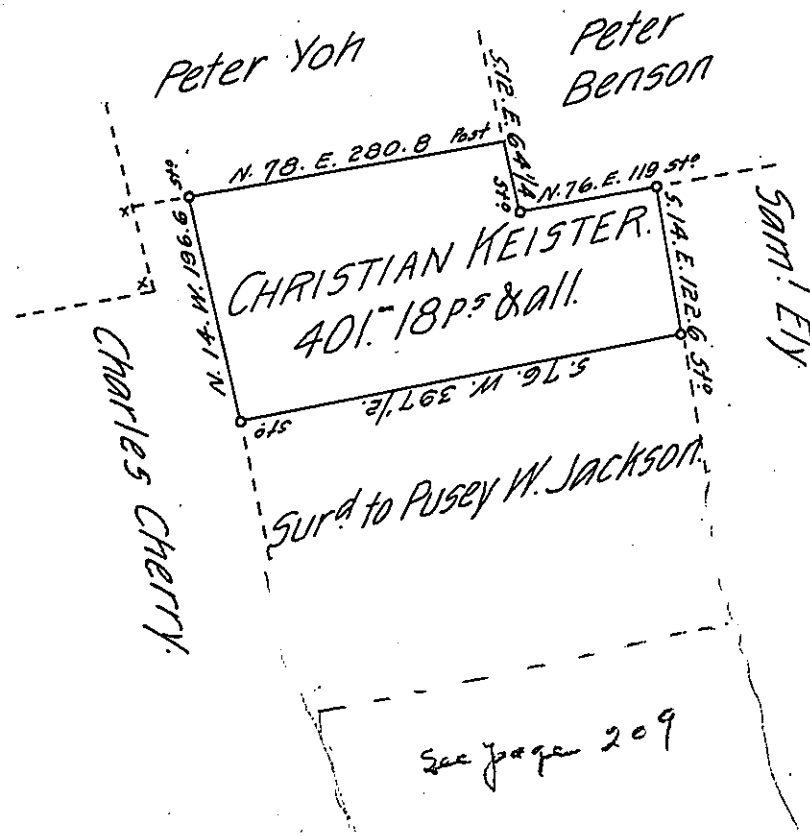 Peter Yoh
Peter
Benson
S. 12. E. 64 1/4
N. 78. E. 280.8 Post
Sto
Sto
N. 76. E. 119 Sto
Sam! Ely
S. 14. E. 122.6 Sto
CHRISTIAN KEISTER.
401.- 18 Ps & all.
N. 14. W. 196.6
S. 76. W. 397 1/2.
Sto
Charles Cherry.
Surd to Pusey W. Jackson.
See page 209